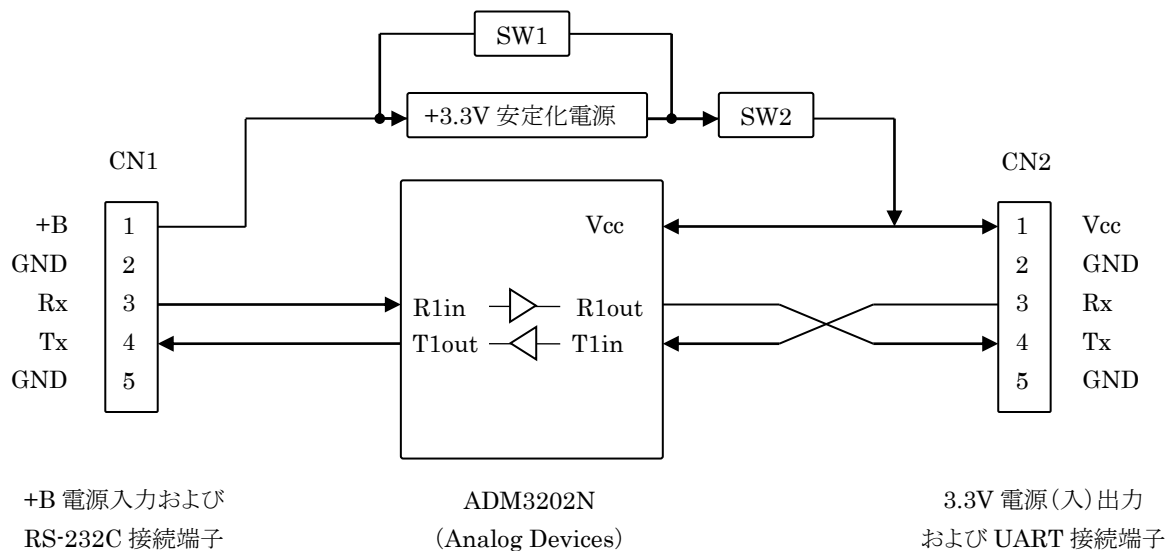 SW1
+3.3V 安定化電源
SW2
CN1
CN2
+B
1
Vcc
1
Vcc
GND
2
2
GND
Rx
3
R1in
R1out
3
Rx
Tx
4
T1out
T1in
4
Tx
GND
5
5
GND
+B 電源入力および
RS-232C 接続端子
ADM3202N
(Analog Devices)
3.3V 電源(入)出力
および UART 接続端子